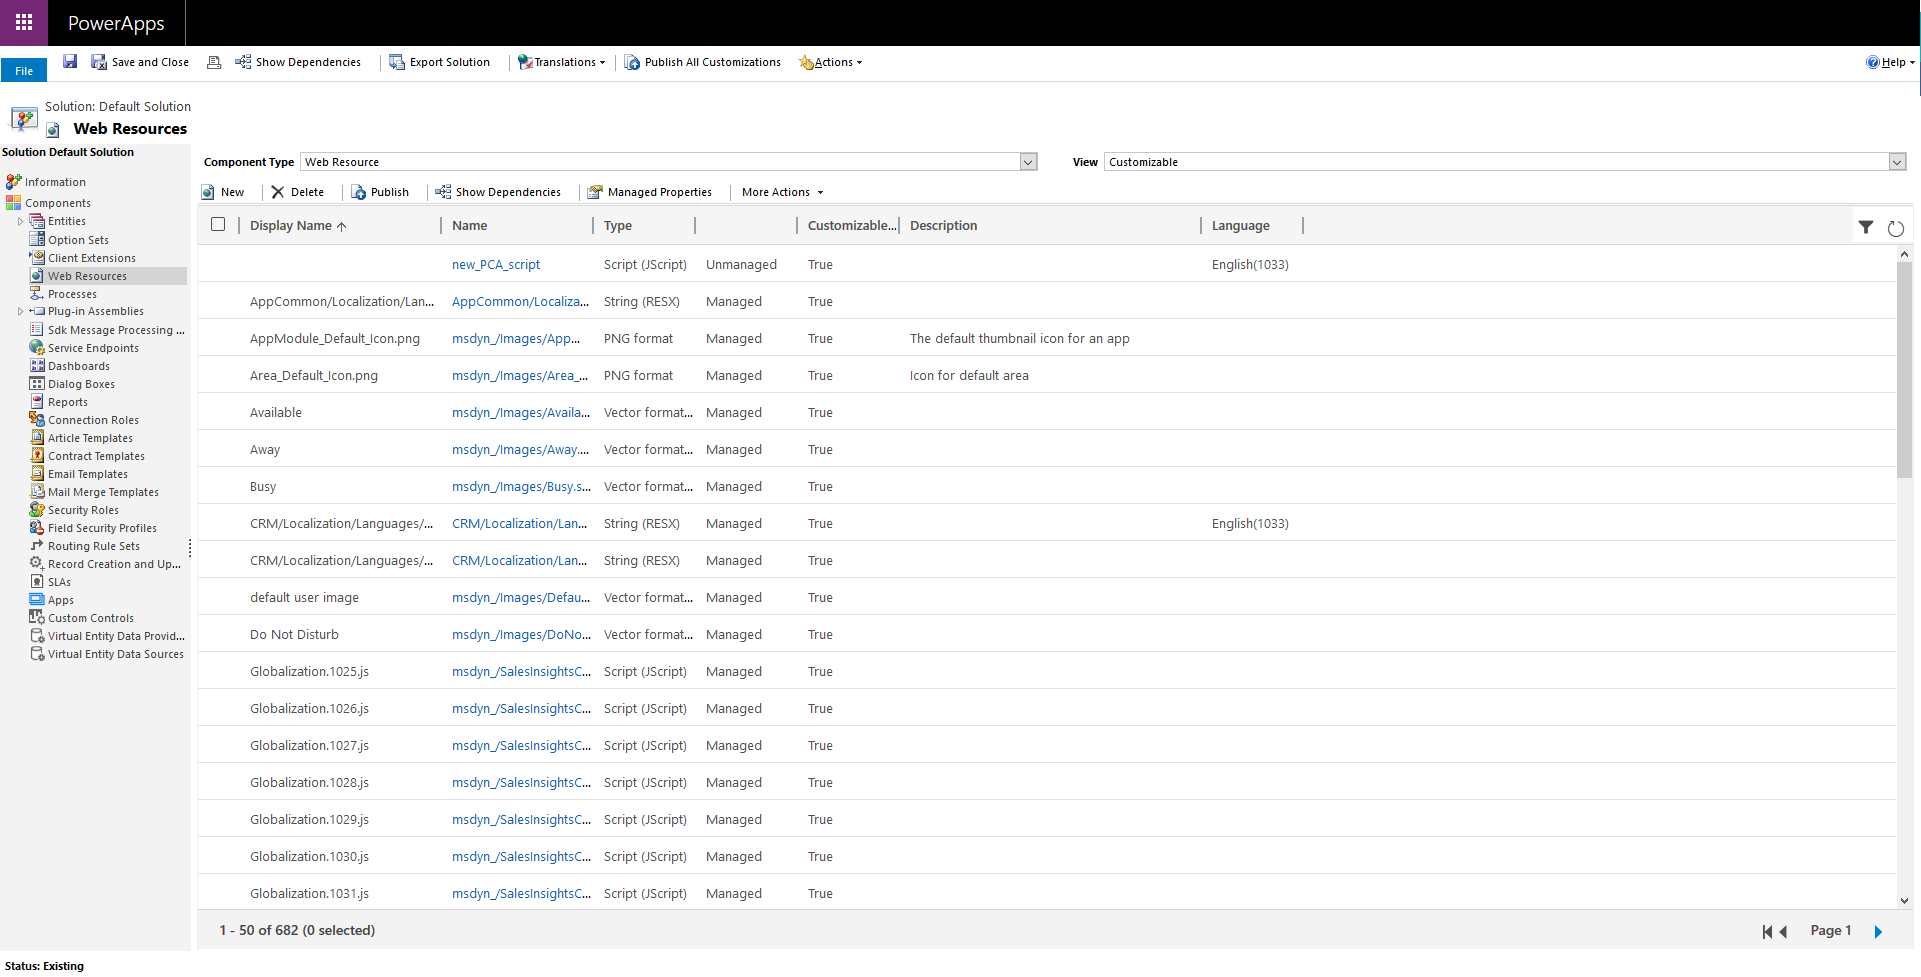 PowerApps
File
Save and Close
Show Dependencies
Export Solution
Translations
Publish All Customizations
Actions
Help
Solution: Default Solution
Web Resources
Solution Default Solution
Information
Components
Entities
Option Sets
Client Extensions
Web Resources
Processes
Plug-in Assemblies
Sdk Message Processing ...
Service Endpoints
Dashboards
Dialog Boxes
Reports
Connection Roles
Article Templates
Contract Templates
Email Templates
Mail Merge Templates
Security Roles
Field Security Profiles
Routing Rule Sets
Record Creation and Up...
SLAs
Apps
Custom Controls
Virtual Entity Data Provid...
Virtual Entity Data Sources
Component Type Web Resource View Customizable
New Delete Publish Show Dependencies Managed Properties More Actions
Display Name Name Type Customizable... Description Language
new_PCA_script Script (JScript) Unmanaged True English(1033)
AppCommon/Localization/Lan... AppCommon/Localiza... String (RESX) Managed True
AppModule_Default_Icon.png msdyn_/Images/App... PNG format Managed True The default thumbnail icon for an app
Area_Default_Icon.png msdyn_/Images/Area_... PNG format Managed True Icon for default area
Available msdyn_/Images/Availa... Vector format... Managed True
Away msdyn_/Images/Away.... Vector format... Managed True
Busy msdyn_/Images/Busy.s... Vector format... Managed True
CRM/Localization/Languages/... CRM/Localization/Lan... String (RESX) Managed True English(1033)
CRM/Localization/Languages/... CRM/Localization/Lan... String (RESX) Managed True
default user image msdyn_/Images/Defau... Vector format... Managed True
Do Not Disturb msdyn_/Images/DoNo... Vector format... Managed True
Globalization.1025.js msdyn_/SalesInsightsC... Script (JScript) Managed True
Globalization.1026.js msdyn_/SalesInsightsC... Script (JScript) Managed True
Globalization.1027.js msdyn_/SalesInsightsC... Script (JScript) Managed True
Globalization.1028.js msdyn_/SalesInsightsC... Script (JScript) Managed True
Globalization.1029.js msdyn_/SalesInsightsC... Script (JScript) Managed True
Globalization.1030.js msdyn_/SalesInsightsC... Script (JScript) Managed True
Globalization.1031.js msdyn_/SalesInsightsC... Script (JScript) Managed True
1 - 50 of 682 (0 selected)
Page 1
Status: Existing